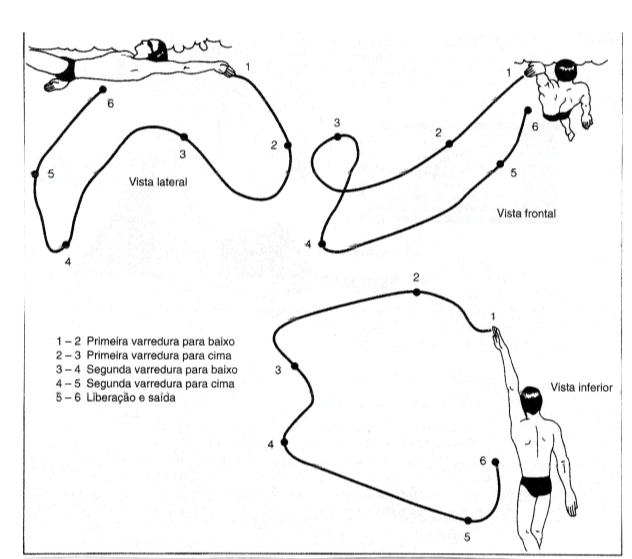 1
2
3
4
5
6
Vista lateral
1
2
3
4
5
6
Vista frontal
1 – 2 Primeira varredura para baixo
2 – 3 Primeira varredura para cima
3 – 4 Segunda varredura para baixo
4 – 5 Segunda varredura para cima
5 – 6 Liberação e saída
1
2
3
4
5
6
Vista inferior